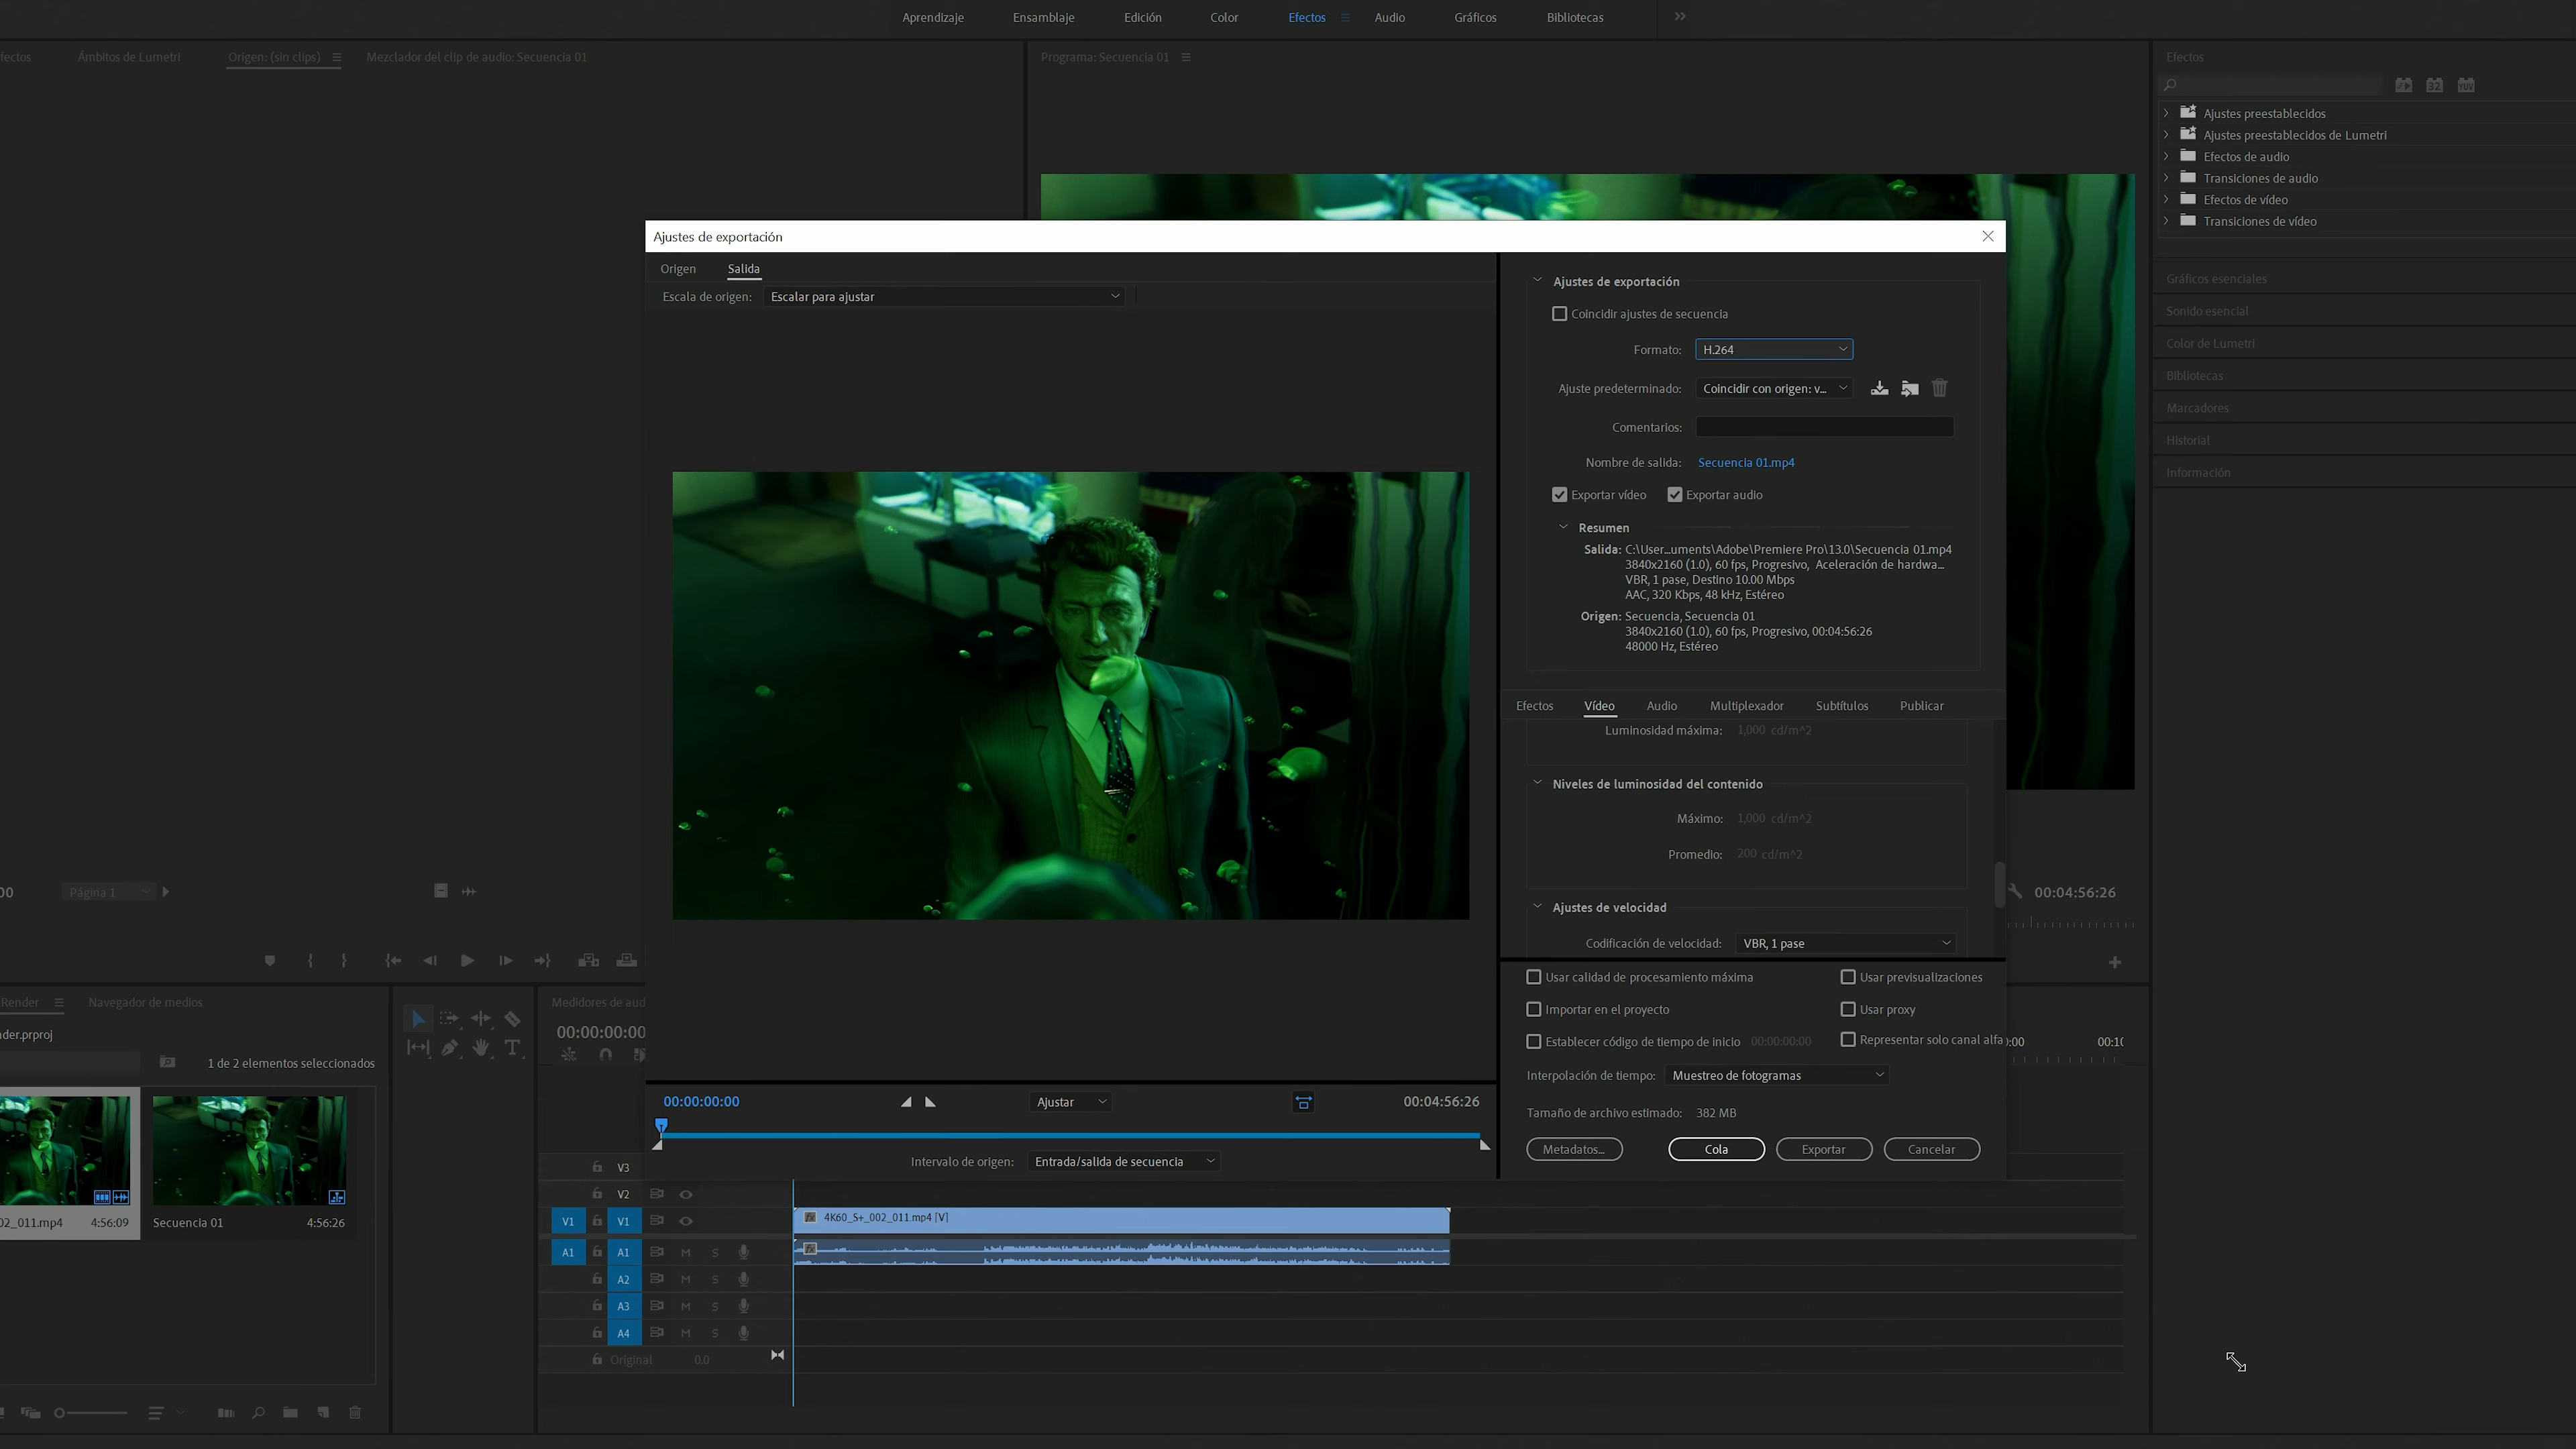 Aprendizaje Ensamblaje Edición Color Efectos Audio Gráficos Bibliotecas
fectos Ámbitos de Lumetri Origen: (sin clips) Mezclador del clip de audio: Secuencia 01
Programa: Secuencia 01
Efectos
32 YUV
Ajustes preestablecidos
Ajustes preestablecidos de Lumetri
Efectos de audio
Transiciones de audio
Efectos de vídeo
Transiciones de vídeo
Gráficos esenciales
Sonido esencial
Color de Lumetri
Bibliotecas
Marcadores
Historial
Información
Ajustes de exportación
Origen Salida
Escala de origen: Escalar para ajustar
Ajustes de exportación
Coincidir ajustes de secuencia
Formato: H.264
Ajuste predeterminado: Coincidir con origen: v...
Comentarios:
Nombre de salida: Secuencia 01.mp4
Exportar vídeo Exportar audio
Resumen
Salida: C:\User...uments\Adobe\Premiere Pro\13.0\Secuencia 01.mp4
3840x2160 (1.0), 60 fps, Progresivo, Aceleración de hardwa...
VBR, 1 pase, Destino 10.00 Mbps
AAC, 320 Kbps, 48 kHz, Estéreo
Origen: Secuencia, Secuencia 01
3840x2160 (1.0), 60 fps, Progresivo, 00:04:56:26
48000 Hz, Estéreo
Efectos Vídeo Audio Multiplexador Subtítulos Publicar
Luminosidad máxima: 1,000 cd/m^2
Niveles de luminosidad del contenido
Máximo: 1,000 cd/m^2
Promedio: 200 cd/m^2
Ajustes de velocidad
Codificación de velocidad: VBR, 1 pase
Usar calidad de procesamiento máxima Usar previsualizaciones
Importar en el proyecto Usar proxy
Establecer código de tiempo de inicio 00:00:00:00 Representar solo canal alfa
Interpolación de tiempo: Muestreo de fotogramas
Tamaño de archivo estimado: 382 MB
Metadatos... Cola Exportar Cancelar
00:00:00:00 Ajustar 00:04:56:26
Intervalo de origen: Entrada/salida de secuencia
00 Página 1
00:04:56:26
Render Navegador de medios
der.prproj
1 de 2 elementos seleccionados
02_011.mp4 4:56:09 Secuencia 01 4:56:26
Medidores de aud
00:00:00:00
:00 00:10
V3
V2
V1 V1 fx 4K60_S+_002_011.mp4 [V]
A1 A1 M S fx
A2 M S
A3 M S
A4 M S
Original 0.0